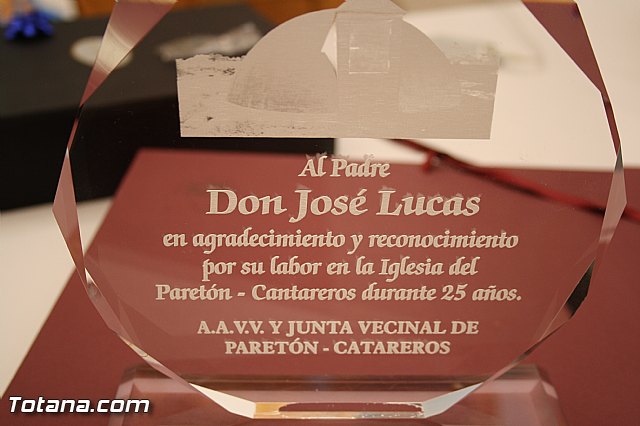 Al Padre
Don José Lucas
en agradecimiento y reconocimiento
por su labor en la Iglesia del
Paretón - Cantareros durante 25 años.
A.A.V.V. Y JUNTA VECINAL DE
PARETÓN - CATAREROS
Totana.com